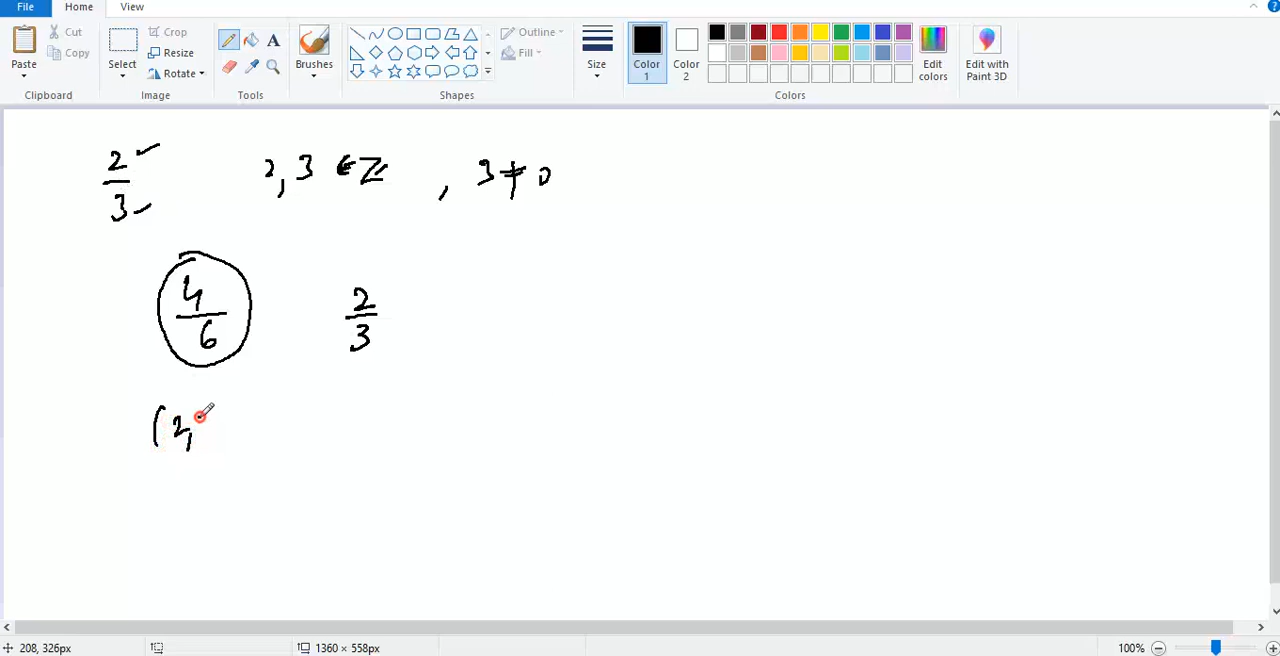 File Home View
Paste Cut Copy Select Crop Resize Rotate Brushes Outline Fill Size Color 1 Color 2 Edit colors Edit with Paint 3D
Clipboard Image Tools Shapes Colors
2/3 2, 3 ∈ ℤ , 3 ≠ 0
4/6 2/3
(2,
208, 326px 1360 × 558px 100%